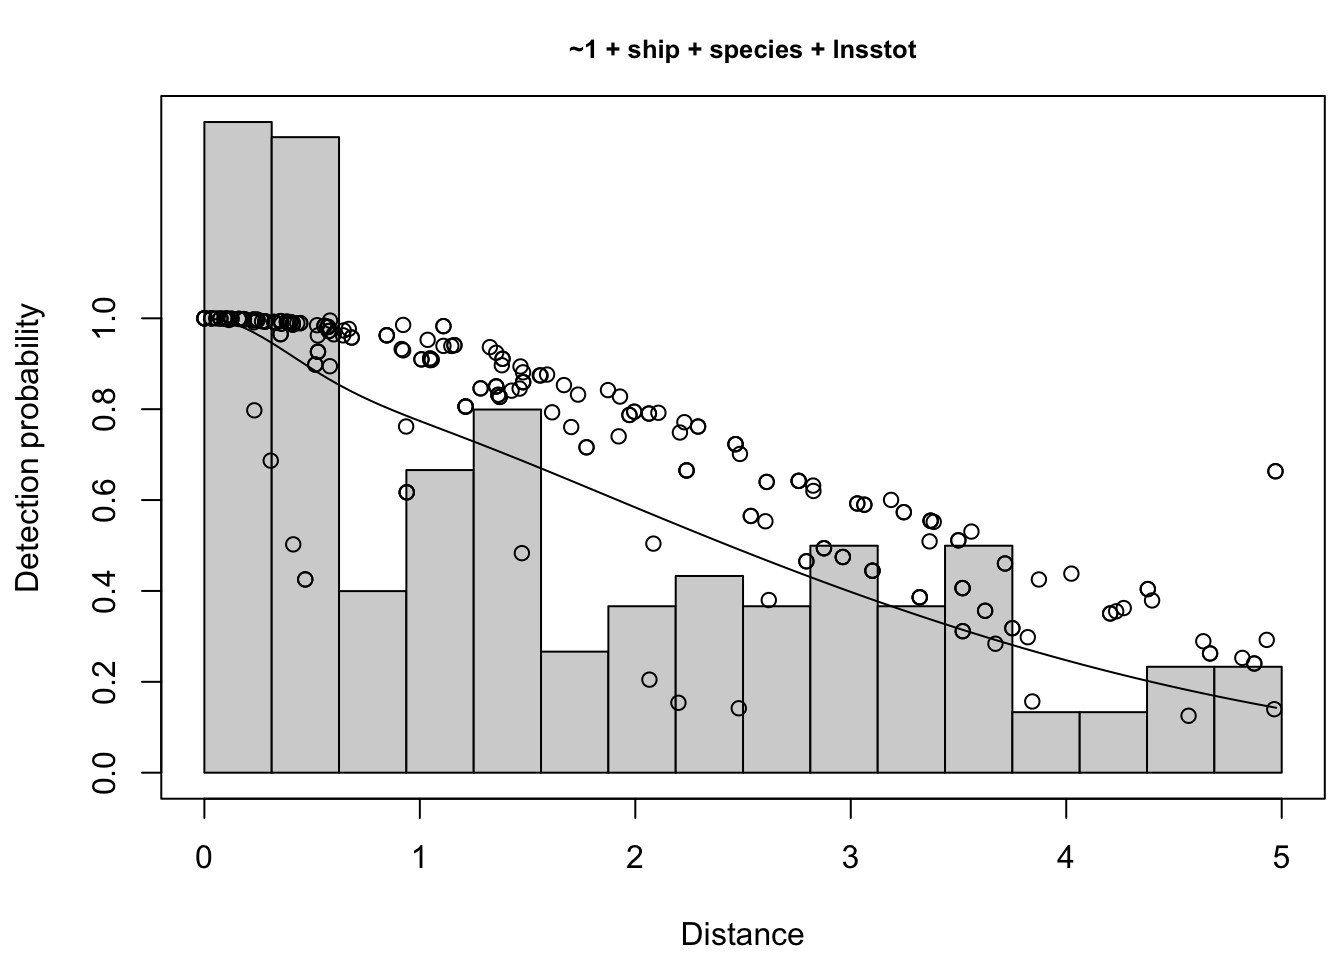 ~1 + ship + species + lnsstot
Detection probability
1.0
0.8
0.6
0.4
0.2
0.0
0 1 2 3 4 5
Distance